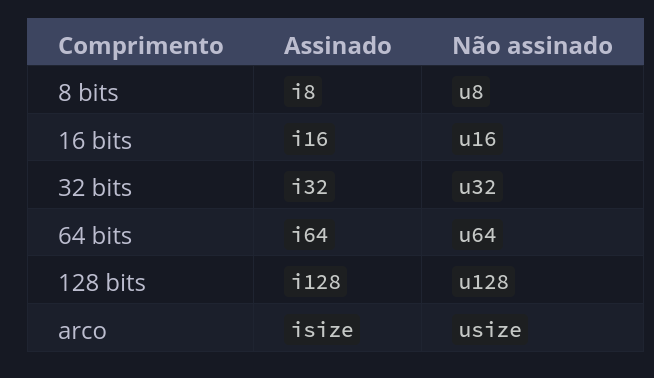 Comprimento Assinado Não assinado
8 bits i8 u8
16 bits i16 u16
32 bits i32 u32
64 bits i64 u64
128 bits i128 u128
arco isize usize